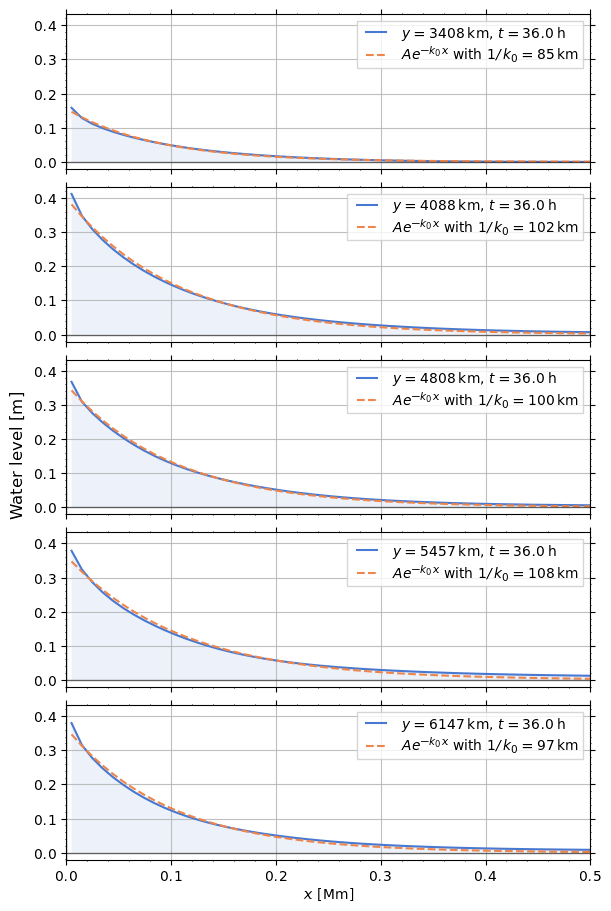 0.4
0.3
0.2
0.1
0.0
y = 3408 km, t = 36.0 h
Ae^{-k_0x} with 1/k_0 = 85 km
0.4
0.3
0.2
0.1
0.0
y = 4088 km, t = 36.0 h
Ae^{-k_0x} with 1/k_0 = 102 km
Water level [m]
0.4
0.3
0.2
0.1
0.0
y = 4808 km, t = 36.0 h
Ae^{-k_0x} with 1/k_0 = 100 km
0.4
0.3
0.2
0.1
0.0
y = 5457 km, t = 36.0 h
Ae^{-k_0x} with 1/k_0 = 108 km
0.4
0.3
0.2
0.1
0.0
y = 6147 km, t = 36.0 h
Ae^{-k_0x} with 1/k_0 = 97 km
0.0 0.1 0.2 0.3 0.4 0.5
x [Mm]